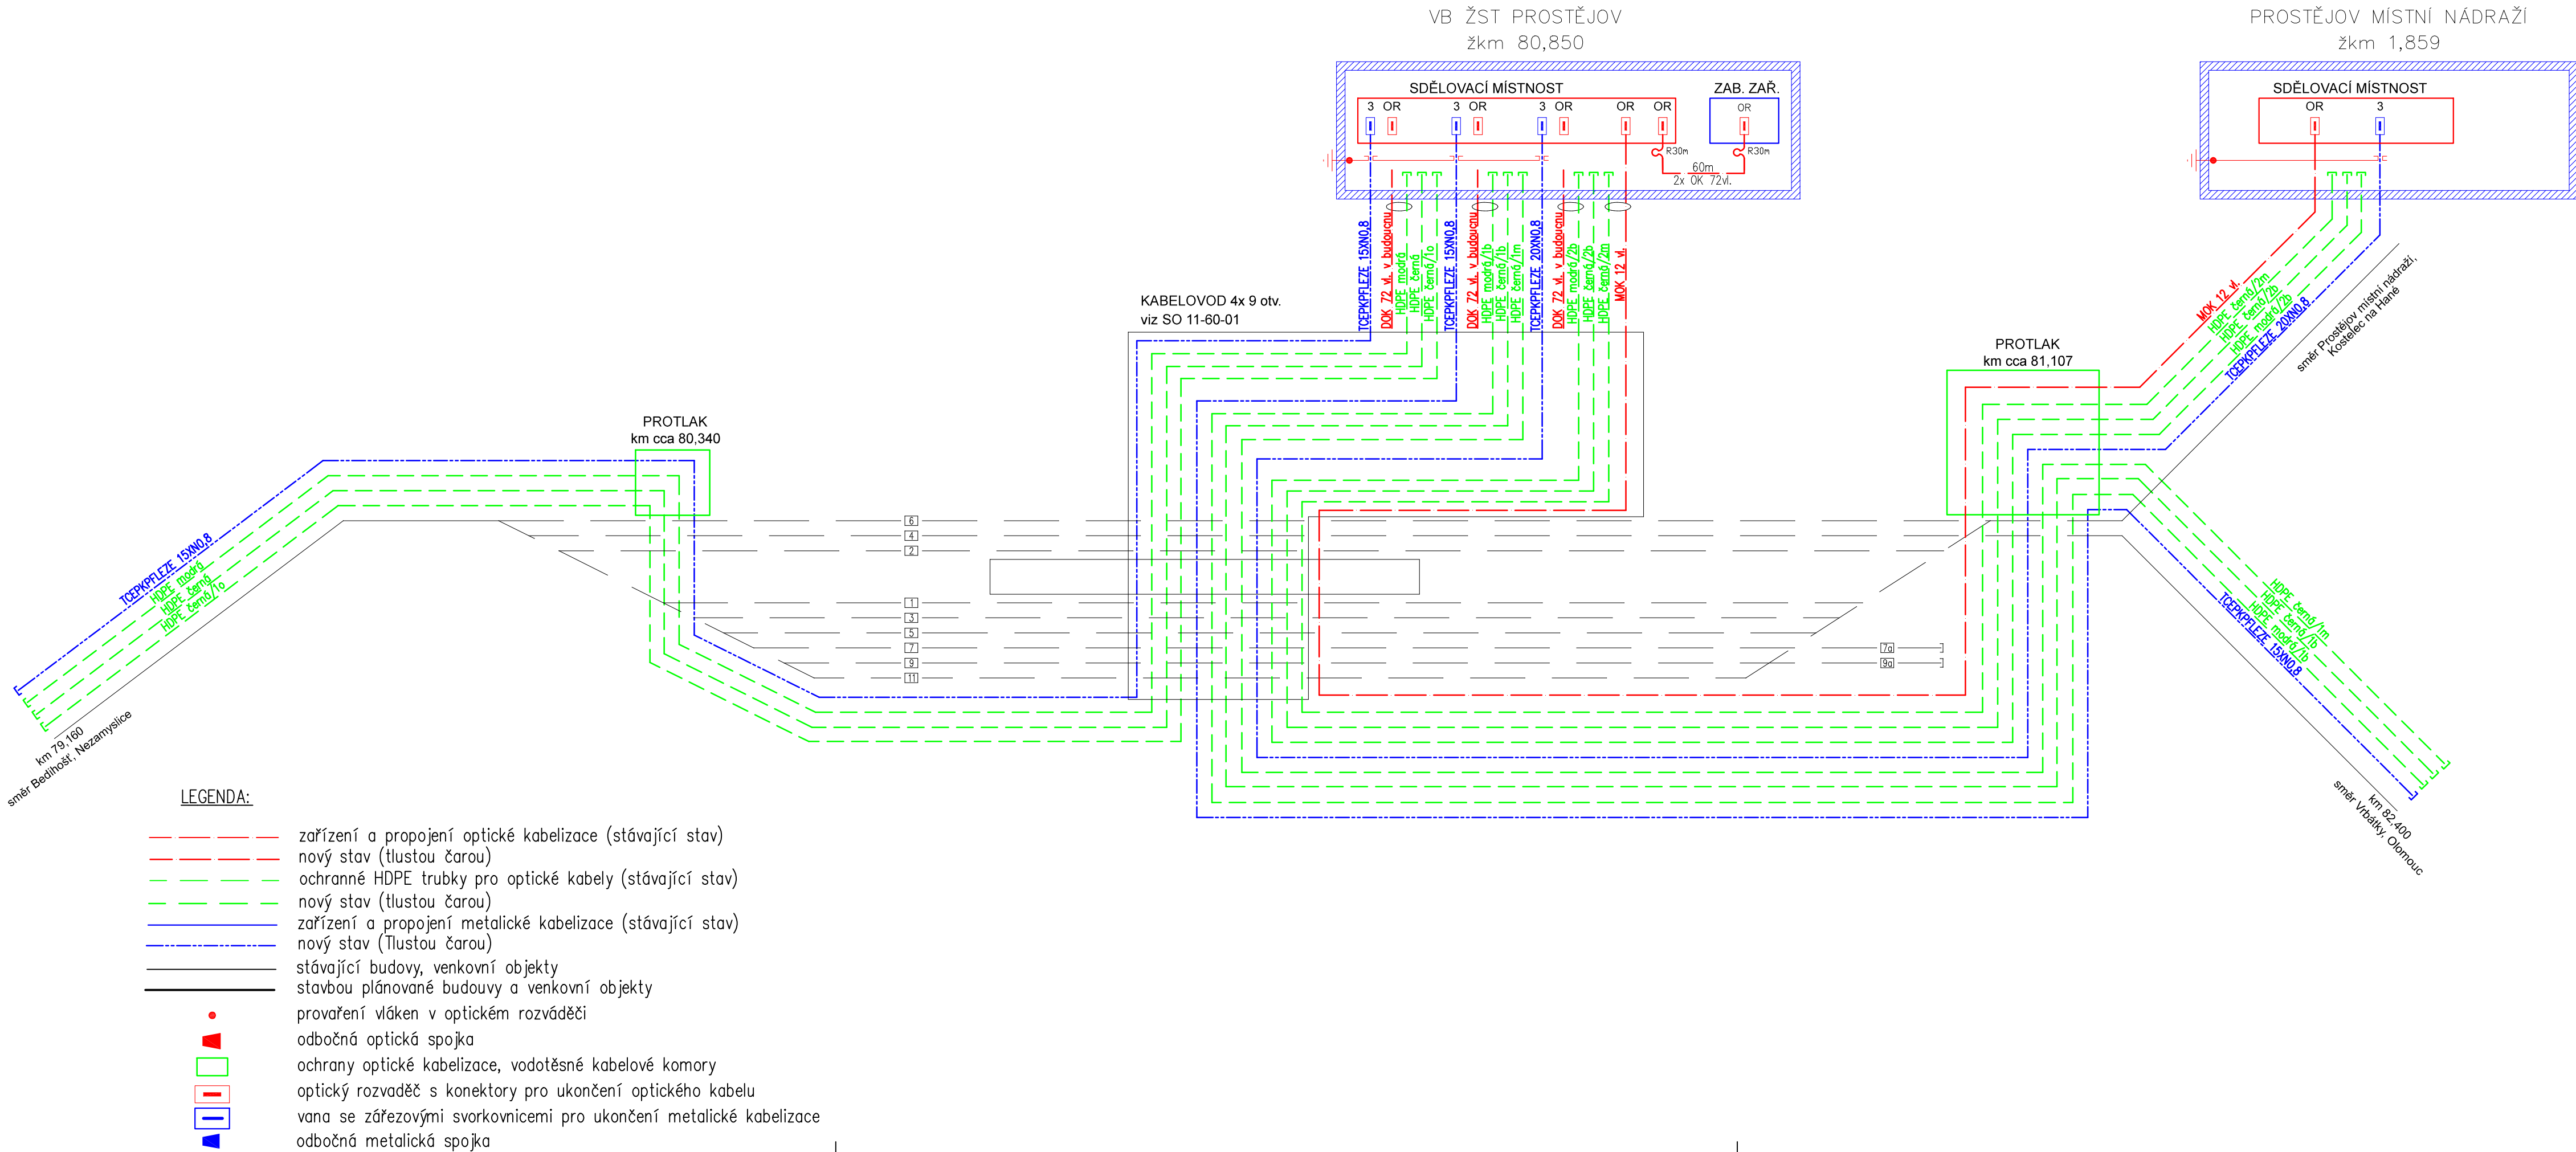 VB ŽST PROSTĚJOV
žkm 80,850
PROSTĚJOV MÍSTNÍ NÁDRAŽÍ
žkm 1,859
SDĚLOVACÍ MÍSTNOST
ZAB. ZAŘ.
3 OR 3 OR 3 OR OR OR
OR
R30m
R30m
60m
2x OK 72vl.
SDĚLOVACÍ MÍSTNOST
OR 3
TCEPKPFLEZE 15XN0,8
DOK 72 vl. v budoucnu
HDPE modrá
HDPE černá
HDPE černá/1o
TCEPKPFLEZE 15XN0,8
DOK 72 vl. v budoucnu
HDPE modrá/1b
HDPE černá/1b
HDPE černá/1m
TCEPKPFLEZE 20XN0,8
DOK 72 vl. v budoucnu
HDPE modrá/2b
HDPE černá/2b
HDPE černá/2m
MOK 12 vl.
KABELOVOD 4x 9 otv.
viz SO 11-60-01
MOK 12 vl.
HDPE černá/2m
HDPE černá/2b
HDPE modrá/2b
TCEPKPFLEZE 20XN0,8
směr Prostějov místní nádraží,
Kostelec na Hané
PROTLAK
km cca 81,107
PROTLAK
km cca 80,340
6
4
2
1
3
5
7
9
11
7a
9a
TCEPKPFLEZE 15XN0,8
HDPE modrá
HDPE černá
HDPE černá/1o
km 79,160
směr Bedihošť, Nezamyslice
HDPE černá/1m
HDPE černá/1b
HDPE modrá/1b
TCEPKPFLEZE 15XN0,8
km 82,400
směr Vrbátky, Olomouc
LEGENDA:
zařízení a propojení optické kabelizace (stávající stav)
nový stav (tlustou čarou)
ochranné HDPE trubky pro optické kabely (stávající stav)
nový stav (tlustou čarou)
zařízení a propojení metalické kabelizace (stávající stav)
nový stav (Tlustou čarou)
stávající budovy, venkovní objekty
stavbou plánované budouvy a venkovní objekty
provaření vláken v optickém rozváděči
odbočná optická spojka
ochrany optické kabelizace, vodotěsné kabelové komory
optický rozvaděč s konektory pro ukončení optického kabelu
vana se zářezovými svorkovnicemi pro ukončení metalické kabelizace
odbočná metalická spojka